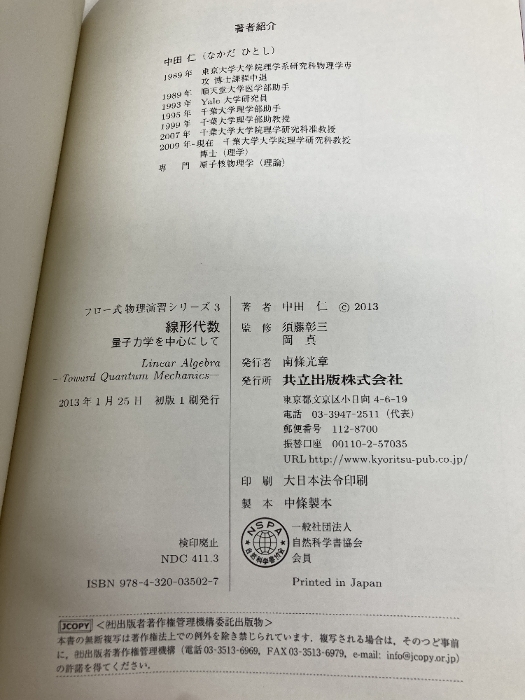 著者紹介
中田 仁 (なかだ ひとし)
1989年 東京大学大学院理学系研究科物理学専
攻 博士課程中退
1989年 順天堂大学医学部助手
1993年 Yale 大学研究員
1995年 千葉大学理学部助手
1999年 千葉大学理学部助教授
2007年 千葉大学大学院理学研究科准教授
2009年-現在 千葉大学大学院理学研究科教授
博士 (理学)
専 門 原子核物理学 (理論)
フロー式 物理演習シリーズ 3
線形代数
量子力学を中心にして
Linear Algebra
– Toward Quantum Mechanics –
2013年1月25日 初版1刷発行
検印廃止
NDC 411.3
ISBN 978-4-320-03502-7
著 者 中田 仁 © 2013
監 修 須藤彰三
岡 真
発行者 南條光章
発行所 共立出版株式会社
東京都文京区小日向 4-6-19
電話 03-3947-2511 (代表)
郵便番号 112-8700
振替口座 00110-2-57035
URL http://www.kyoritsu-pub.co.jp/
印 刷 大日本法令印刷
製 本 中條製本
NSPA
自然科学書協会
一般社団法人
自然科学書協会
会員
Printed in Japan
JCOPY <㈳出版者著作権管理機構委託出版物>
本書の無断複写は著作権法上での例外を除き禁じられています。複写される場合は、そのつど事前
に、㈳出版者著作権管理機構 (電話 03-3513-6969, FAX 03-3513-6979, e-mail: info@jcopy.or.jp)
の許諾を得てください。